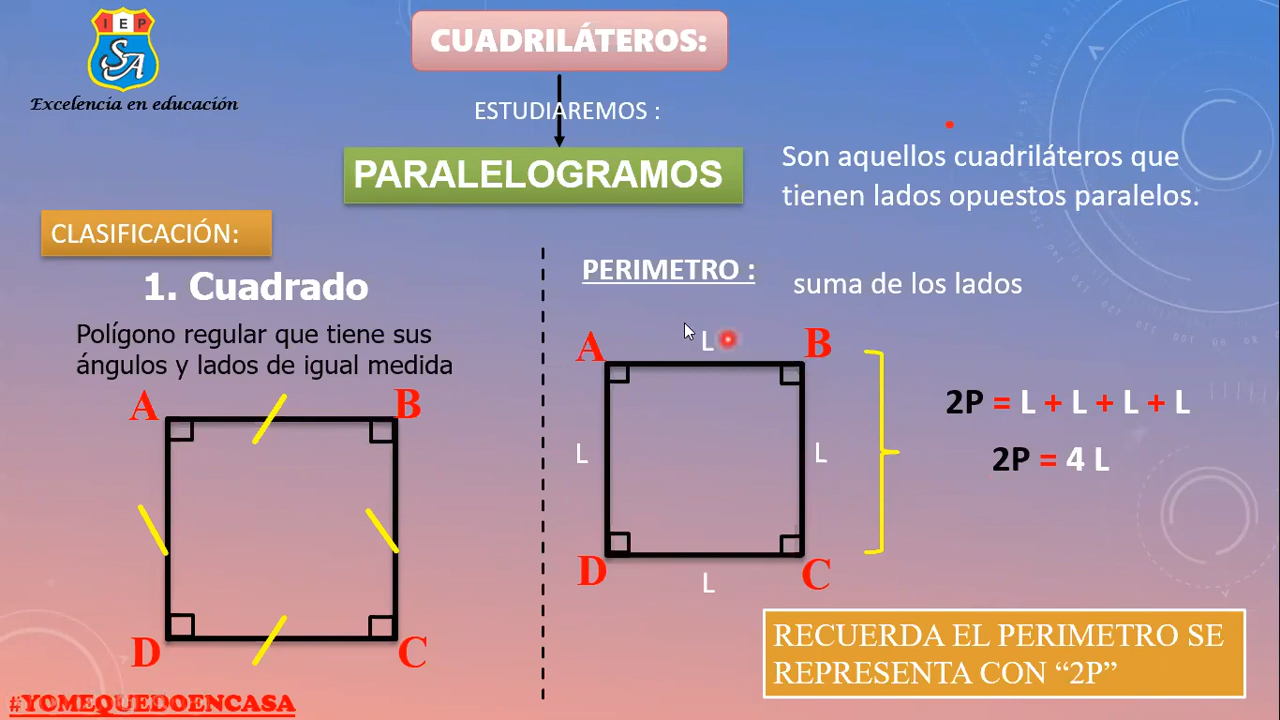 I E P
SA
Excelencia en educación
CUADRILÁTEROS:
ESTUDIAREMOS :
PARALELOGRAMOS
Son aquellos cuadriláteros que
tienen lados opuestos paralelos.
CLASIFICACIÓN:
1. Cuadrado
Polígono regular que tiene sus
ángulos y lados de igual medida
A
B
D
C
PERIMETRO :
suma de los lados
L
A
B
L
L
D
C
L
2P = L + L + L + L
2P = 4 L
RECUERDA EL PERIMETRO SE
REPRESENTA CON “2P”
#YOMEQUEDOENCASA